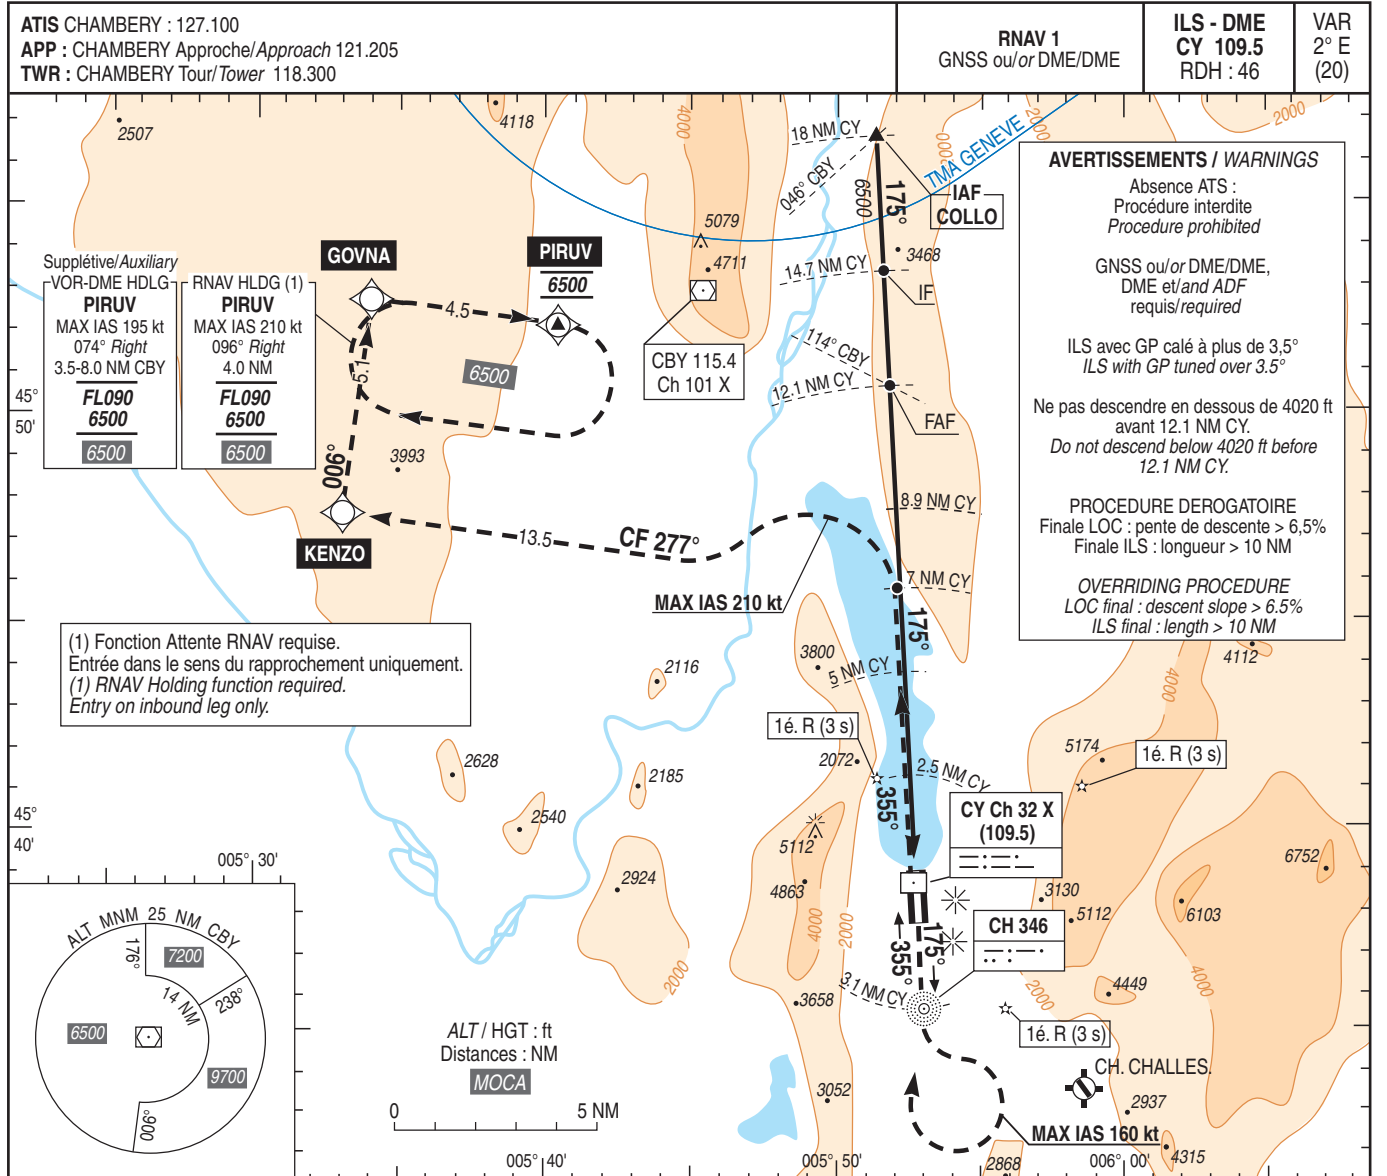 ATIS CHAMBERY : 127.100
APP : CHAMBERY Approche/Approach 121.205
TWR : CHAMBERY Tour/Tower 118.300
RNAV 1
GNSS ou/or DME/DME
ILS - DME
CY 109.5
RDH : 46
VAR
2° E
(20)
2507
4118
4000
18 NM CY
046° CBY
6500
175°
2000
TMA GENEVE
2000
2000
IAF
COLLO
5079
4711
CBY 115.4
Ch 101 X
14.7 NM CY
3468
IF
114° CBY
12.1 NM CY
FAF
8.9 NM CY
7 NM CY
AVERTISSEMENTS / WARNINGS
Absence ATS :
Procédure interdite
Procedure prohibited
GNSS ou/or DME/DME,
DME et/and ADF
requis/required
ILS avec GP calé à plus de 3,5°
ILS with GP tuned over 3.5°
Ne pas descendre en dessous de 4020 ft
avant 12.1 NM CY.
Do not descend below 4020 ft before
12.1 NM CY.
PROCEDURE DEROGATOIRE
Finale LOC : pente de descente > 6,5%
Finale ILS : longueur > 10 NM
OVERRIDING PROCEDURE
LOC final : descent slope > 6.5%
ILS final : length > 10 NM
Supplétive/Auxiliary
VOR-DME HDLG
PIRUV
MAX IAS 195 kt
074° Right
3.5-8.0 NM CBY
FL090
6500
6500
RNAV HLDG (1)
PIRUV
MAX IAS 210 kt
096° Right
4.0 NM
FL090
6500
6500
GOVNA
PIRUV
6500
4.5
6500
5.1
006°
3993
KENZO
13.5
CF 277°
MAX IAS 210 kt
45°
50'
(1) Fonction Attente RNAV requise.
Entrée dans le sens du rapprochement uniquement.
(1) RNAV Holding function required.
Entry on inbound leg only.
2116
3800
5 NM CY
175°
4112
4000
1é. R (3 s)
2072
2.5 NM CY
355°
5174
1é. R (3 s)
2628
2185
2540
45°
40'
005° 30'
CY Ch 32 X
(109.5)
5112
4863
4000
2000
2924
2000
3130
5112
6752
6103
CH 346
355°
175°
3.1 NM CY
3658
2000
4449
4000
1é. R (3 s)
CH. CHALLES.
2937
4315
3052
MAX IAS 160 kt
2868
ALT MNM 25 NM CBY
176°
7200
14 NM
238°
6500
9700
006°
ALT / HGT : ft
Distances : NM
MOCA
0
5 NM
005° 40'
005° 50'
006° 00'